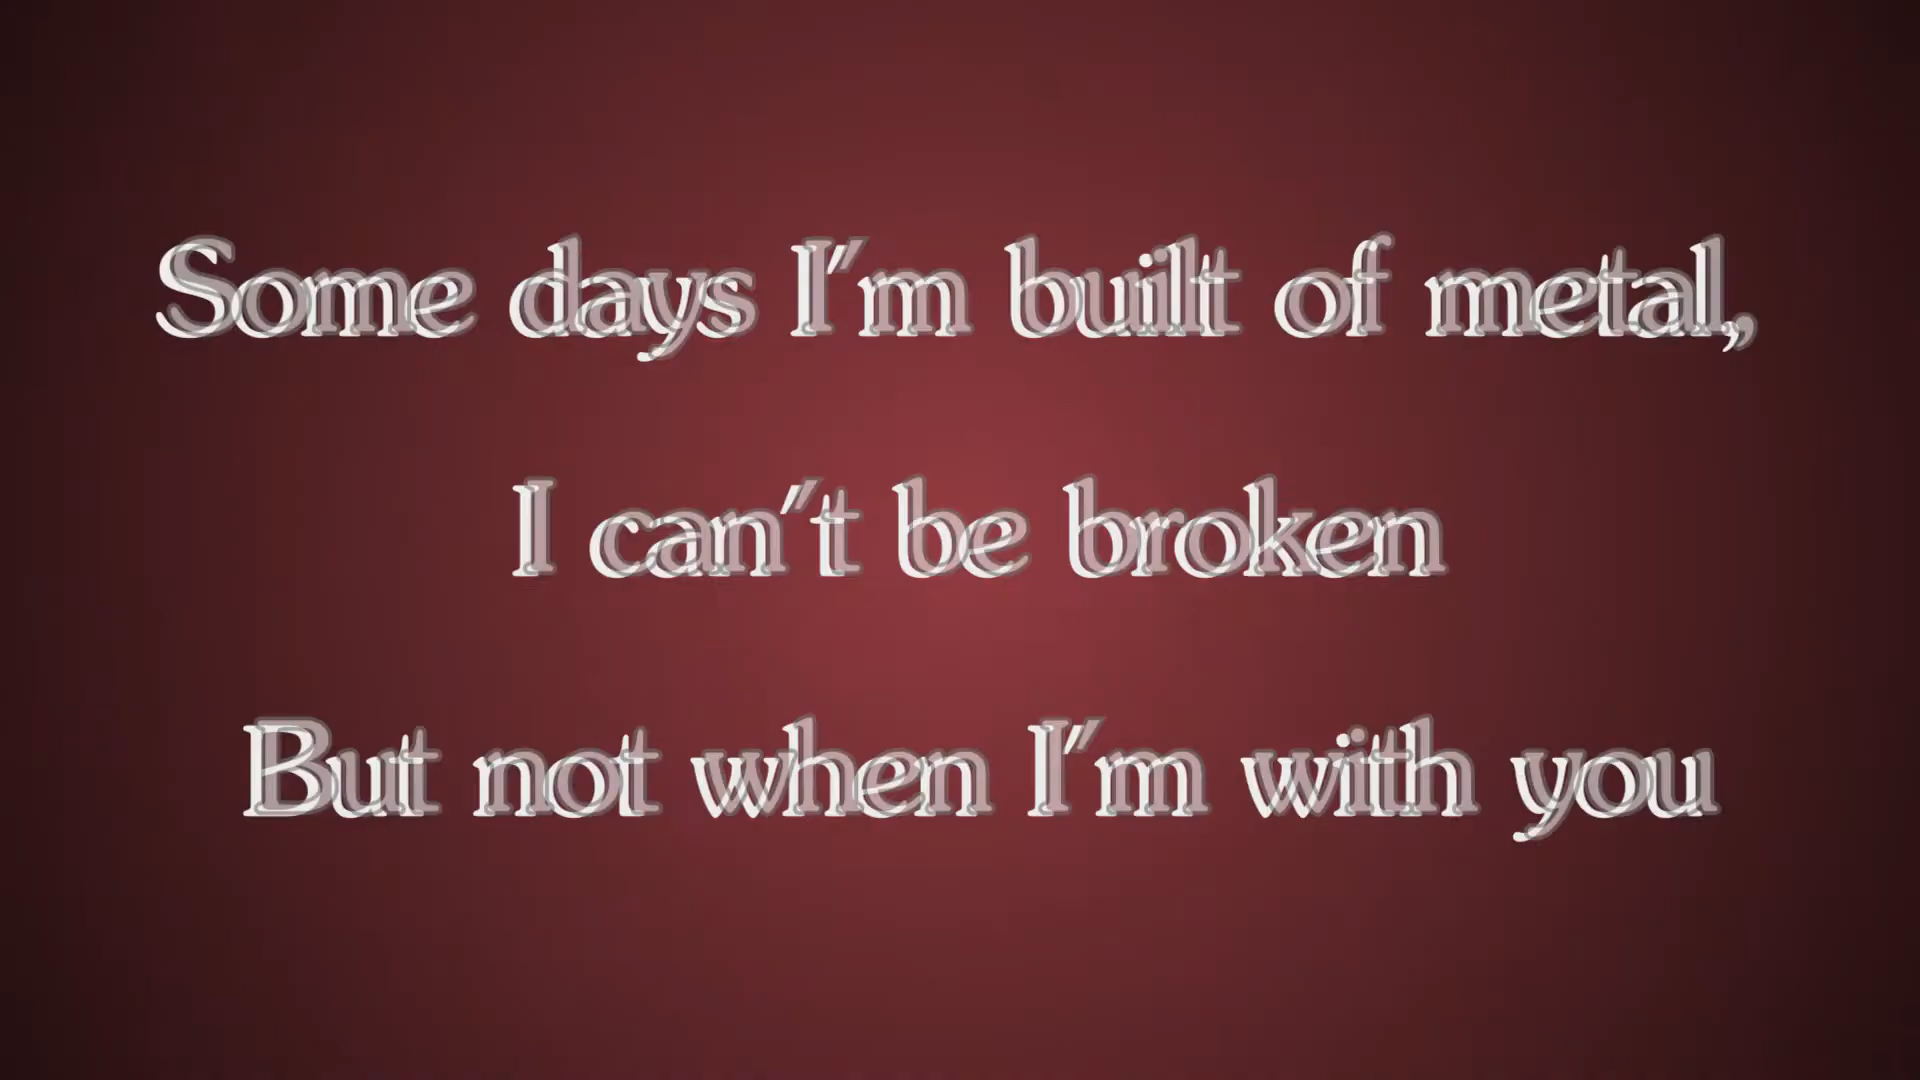 Some days I'm built of metal,
I can't be broken
But not when I'm with you